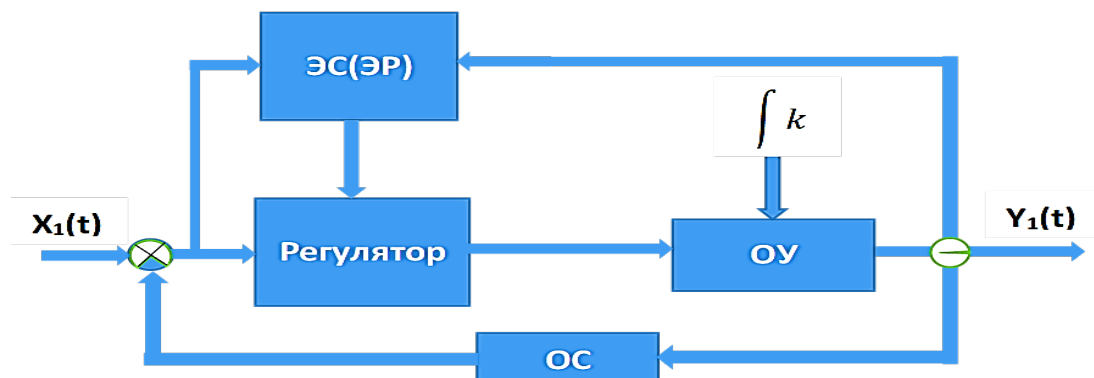 ЭС(ЭР)
∫ k
X₁(t)
Y₁(t)
Регулятор
ОУ
ОС